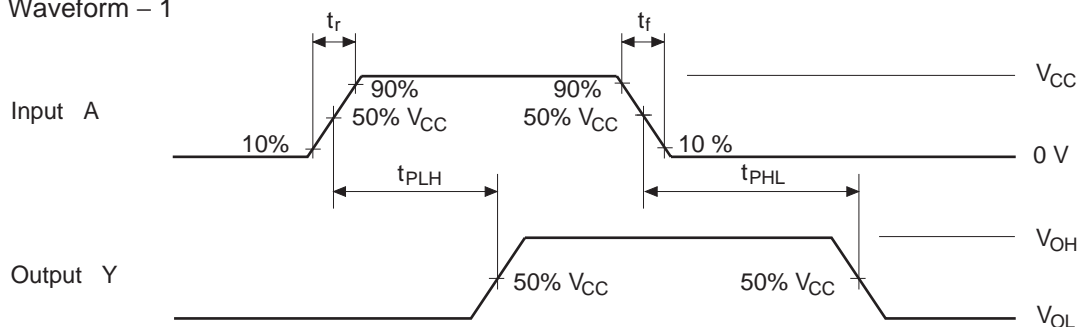 Waveform – 1
tr tf
VCC
90% 90%
Input A 50% VCC 50% VCC
10% 10 % 0 V
tPLH tPHL
VOH
Output Y 50% VCC 50% VCC
VOL